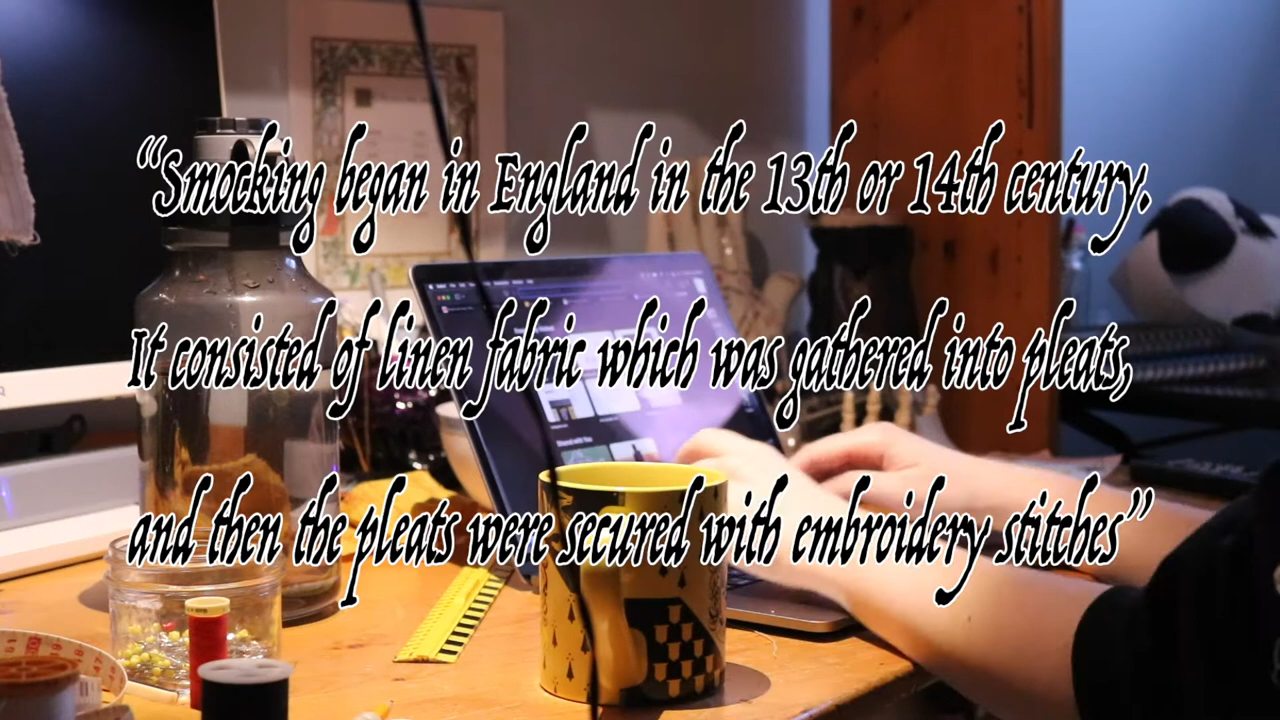 “Smocking began in England in the 13th or 14th century.
It consisted of linen fabric which was gathered into pleats,
and then the pleats were secured with embroidery stitches”